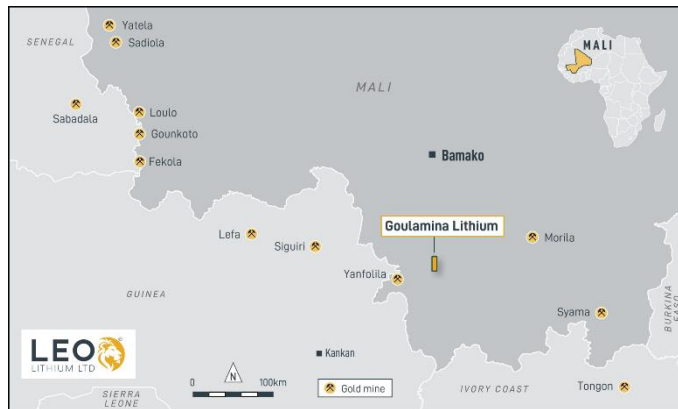 Yatela
Sadiola
SENEGAL
MALI
MALI
Sabadala
Loulo
Gounkoto
Fekola
Bamako
Goulamina Lithium
Lefa
Siguiri
Morila
Yanfolila
GUINEA
Syama
BURKINA
FASO
LEO
LITHIUM LTD
Kankan
N
0
100km
Gold mine
SIERRA
LEONE
IVORY COAST
Tongon